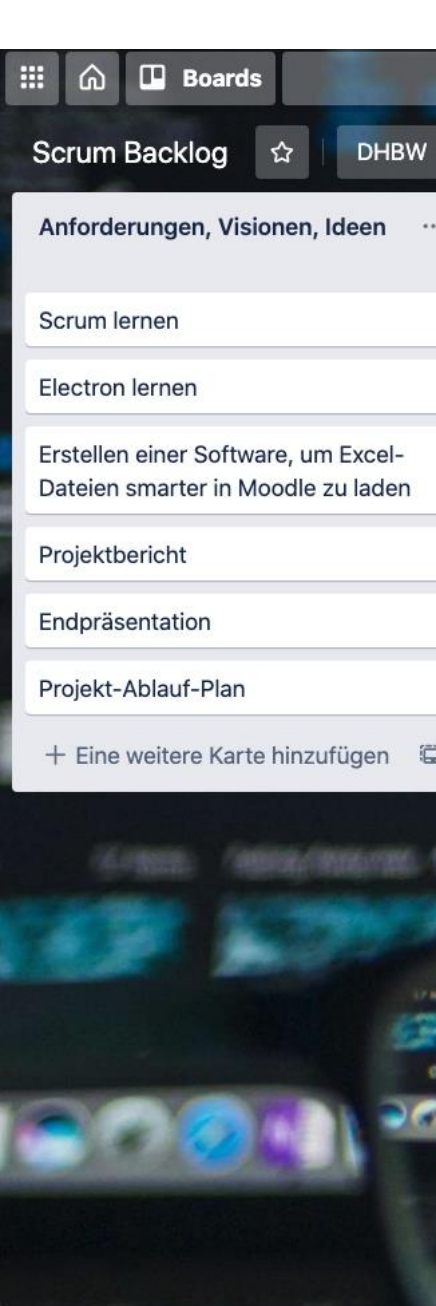 Boards
Scrum Backlog DHBW
Anforderungen, Visionen, Ideen
Scrum lernen
Electron lernen
Erstellen einer Software, um Excel-
Dateien smarter in Moodle zu laden
Projektbericht
Endpräsentation
Projekt-Ablauf-Plan
+ Eine weitere Karte hinzufügen